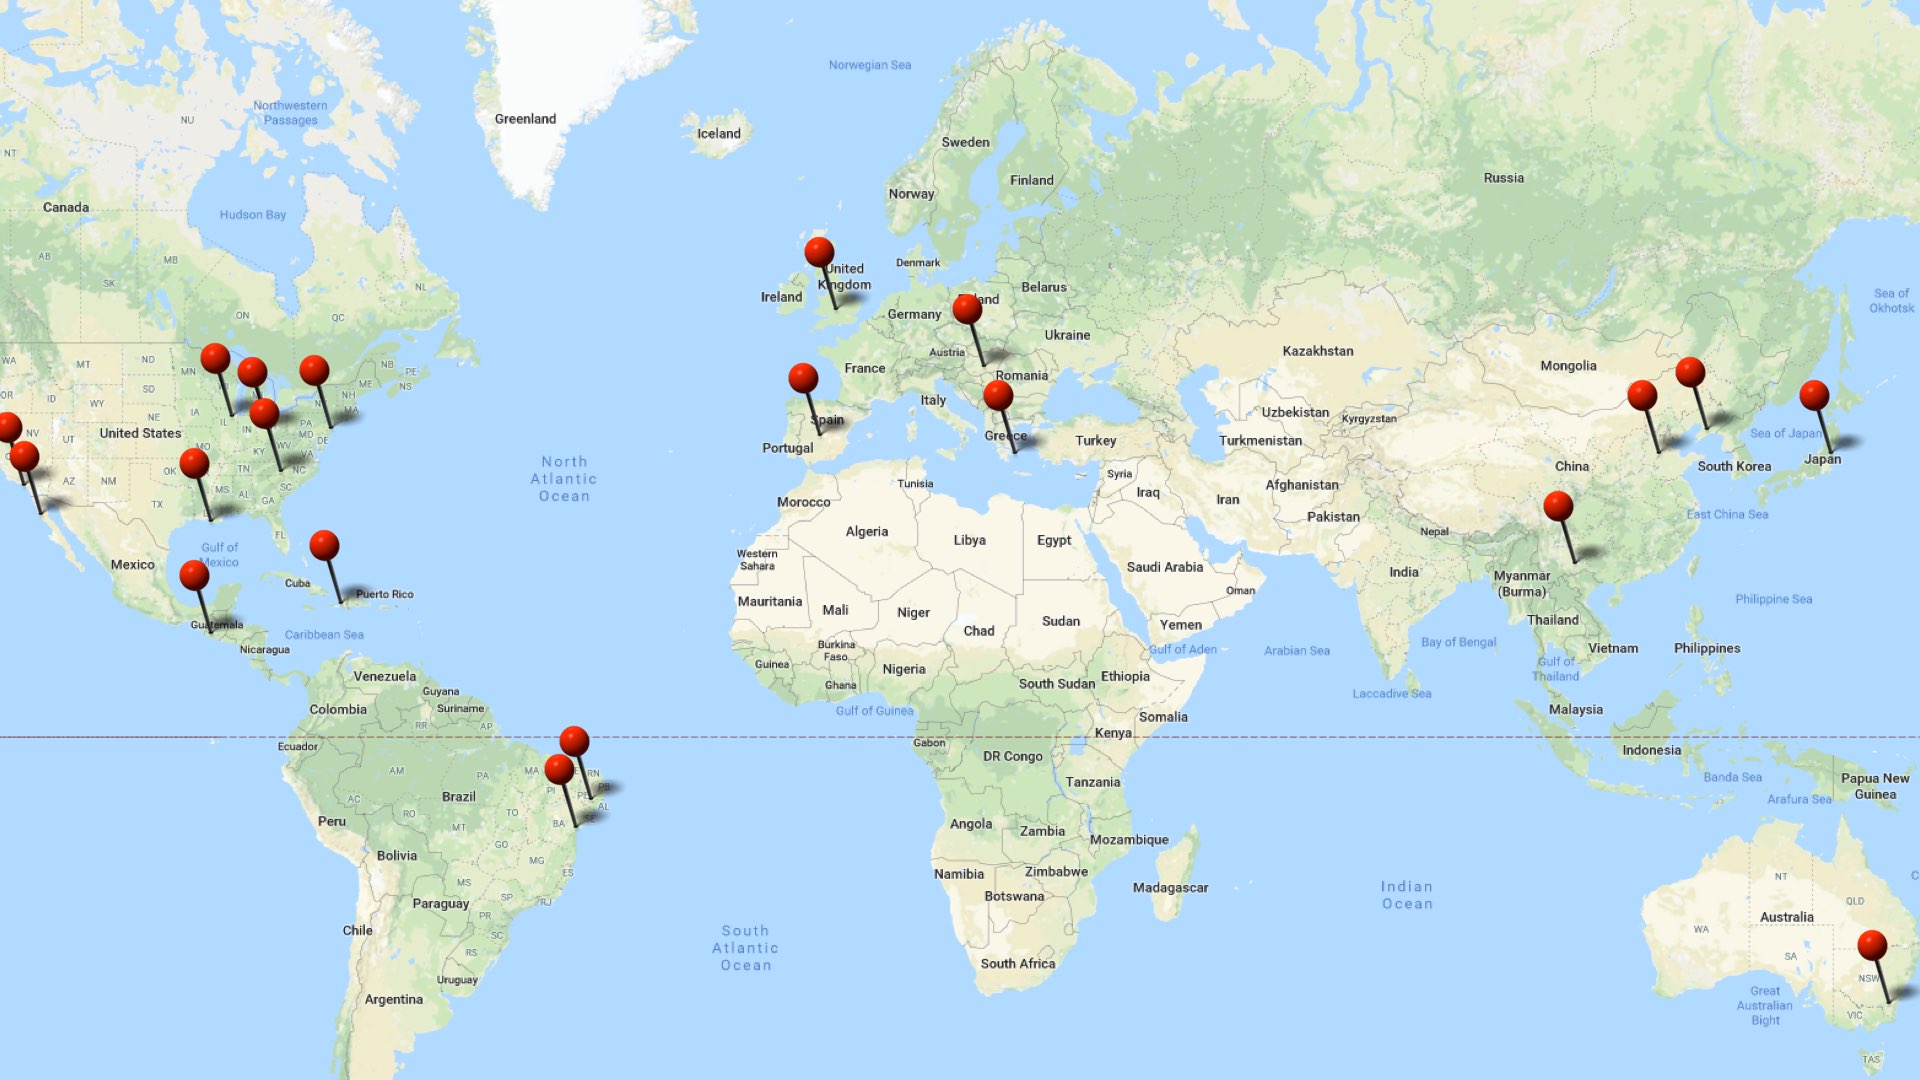 Norwegian Sea
Greenland
Northwestern
Passages
NU
Iceland
Sweden
NT
Finland
Russia
Norway
Canada
Hudson Bay
AB
MB
SK
NL
ON
QC
Denmark
United
Kingdom
Ireland
Belarus
Germany
Ukraine
Sea of
Okhotsk
Kazakhstan
Mongolia
Austria
France
Romania
WA
MT
ND
MN
NB
PE
ME
NS
OR
ID
SD
WY
IA
NH
MA
Italy
Uzbekistan
Kyrgyzstan
NE
IN
PA
MD
DE
NV
UT
United States
MO
KY
WV
VA
Spain
Portugal
Greece
Turkey
Turkmenistan
Sea of Japan
Japan
South Korea
China
AZ
NM
OK
TN
NC
MS
AL
SC
GA
TX
FL
North
Atlantic
Ocean
Tunisia
Syria
Iraq
Iran
Afghanistan
Pakistan
Morocco
Algeria
Libya
Egypt
Nepal
East China Sea
Gulf of
Mexico
Mexico
Cuba
Puerto Rico
Western
Sahara
Saudi Arabia
Oman
India
Myanmar
(Burma)
Philippine Sea
Mauritania
Mali
Niger
Chad
Sudan
Yemen
Thailand
Guatemala
Caribbean Sea
Nicaragua
Burkina
Faso
Gulf of Aden
Arabian Sea
Bay of Bengal
Vietnam
Philippines
Guinea
Nigeria
Ghana
South Sudan
Ethiopia
Gulf of
Thailand
Laccadive Sea
Venezuela
Guyana
Suriname
Colombia
RR
AP
Gulf of Guinea
Somalia
Malaysia
Ecuador
Gabon
Kenya
Indonesia
DR Congo
AM
PA
MA
RN
PB
PE
PI
AL
SE
Tanzania
Banda Sea
Papua New
Guinea
Arafura Sea
Brazil
AC
RO
TO
BA
MT
Peru
Angola
Zambia
Mozambique
GO
Bolivia
MG
ES
MS
SP
RJ
Namibia
Zimbabwe
Botswana
Madagascar
Indian
Ocean
NT
QLD
Australia
WA
Paraguay
PR
SC
Chile
RS
South
Atlantic
Ocean
South Africa
SA
NSW
Uruguay
Argentina
Great
Australian
Bight
VIC
TAS